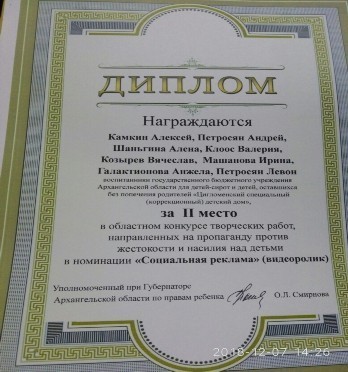 ДИПЛОМ
Награждаются
Камкин Алексей, Петросян Андрей,
Шаньгина Алена, Клоос Валерия,
Козырев Вячеслав, Машанова Ирина,
Галактионова Анжела, Петросян Левон
воспитанники государственного бюджетного учреждения
Архангельской области для детей-сирот и детей, оставшихся
без попечения родителей «Цигломенский специальный
(коррекционный) детский дом»,
за II место
в областном конкурсе творческих работ,
направленных на пропаганду против
жестокости и насилия над детьми
в номинации «Социальная реклама» (видеоролик)
Уполномоченный при Губернаторе
Архангельской области по правам ребенка О.Л. Смирнова
2018-12-07 14:26